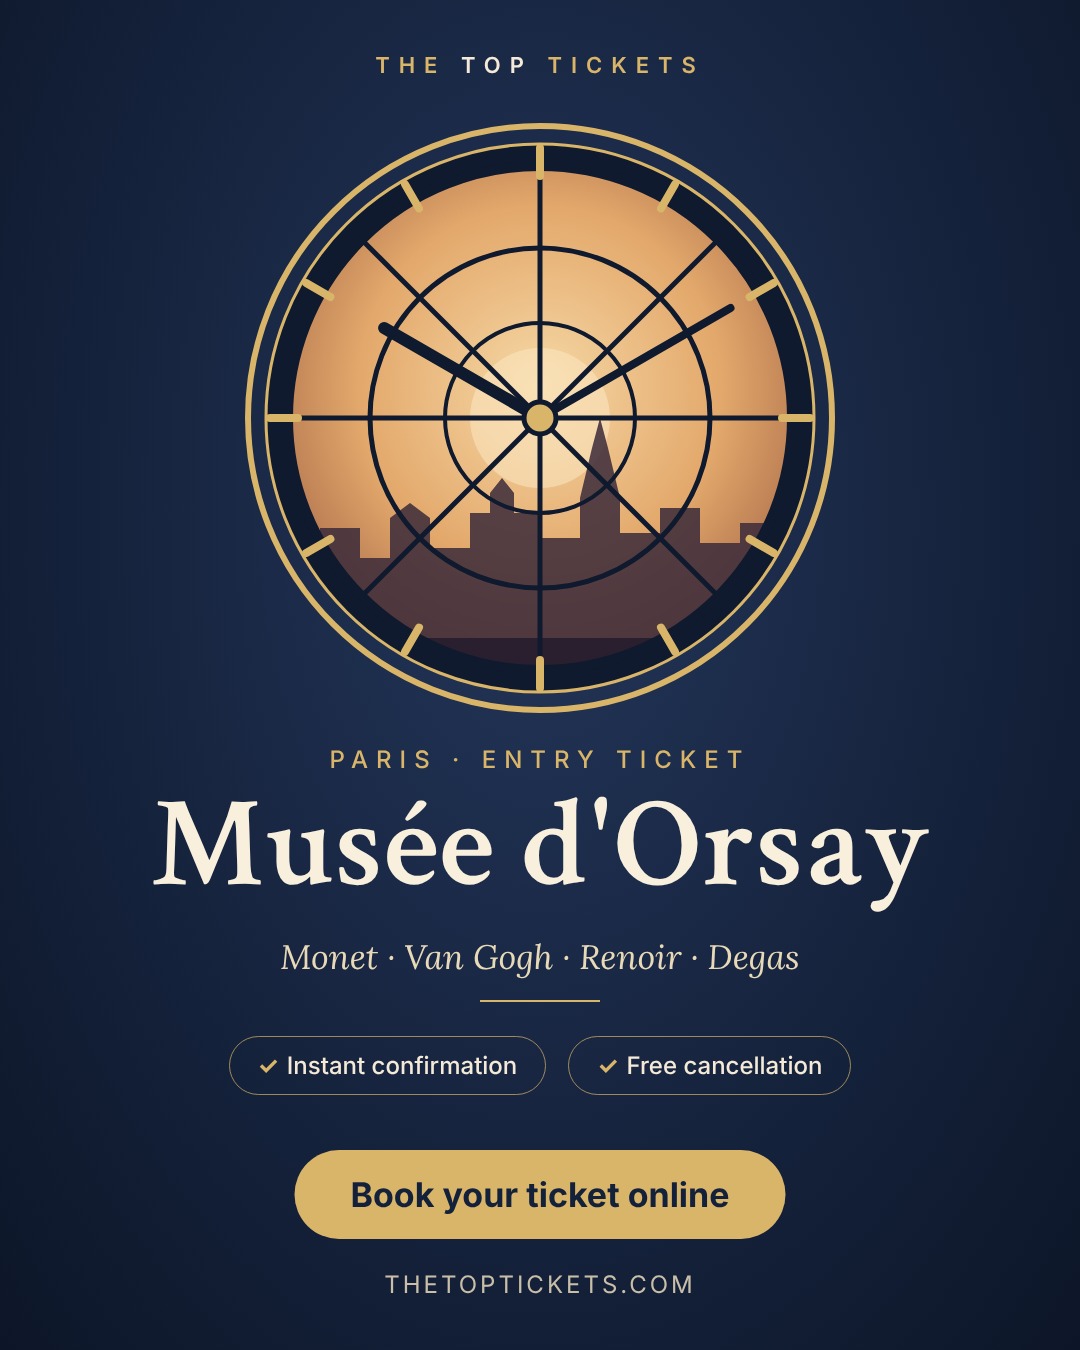 THE TOP TICKETS
PARIS · ENTRY TICKET
Musée d'Orsay
Monet · Van Gogh · Renoir · Degas
✓ Instant confirmation
✓ Free cancellation
Book your ticket online
THETOPTICKETS.COM